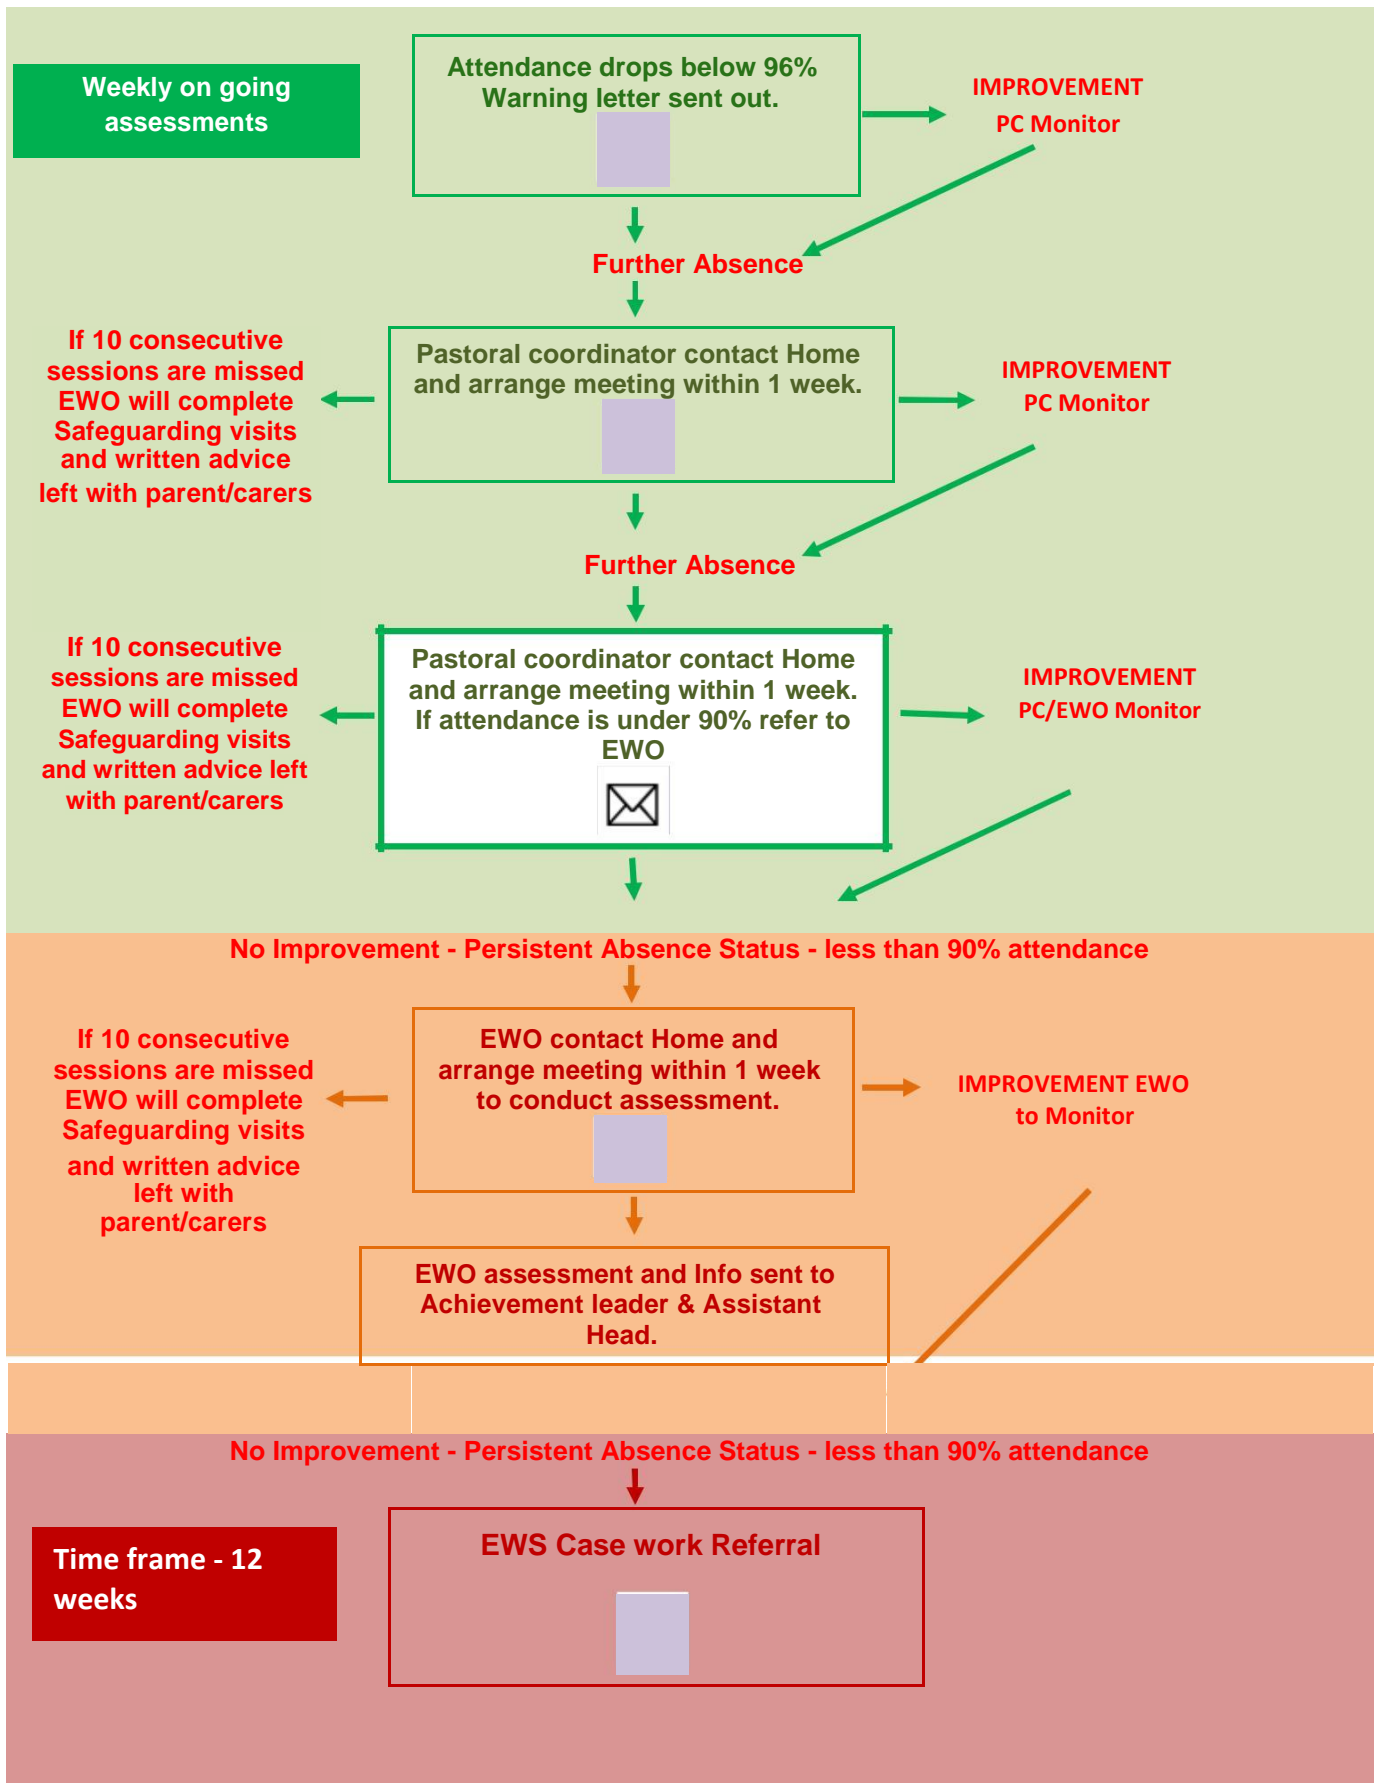 Weekly on going
assessments
Attendance drops below 96%
Warning letter sent out.
IMPROVEMENT
PC Monitor
Further Absence
If 10 consecutive
sessions are missed
EWO will complete
Safeguarding visits
and written advice
left with parent/carers
Pastoral coordinator contact Home
and arrange meeting within 1 week.
IMPROVEMENT
PC Monitor
Further Absence
If 10 consecutive
sessions are missed
EWO will complete
Safeguarding visits
and written advice left
with parent/carers
Pastoral coordinator contact Home
and arrange meeting within 1 week.
If attendance is under 90% refer to
EWO
IMPROVEMENT
PC/EWO Monitor
No Improvement - Persistent Absence Status - less than 90% attendance
If 10 consecutive
sessions are missed
EWO will complete
Safeguarding visits
and written advice
left with
parent/carers
EWO contact Home and
arrange meeting within 1 week
to conduct assessment.
IMPROVEMENT EWO
to Monitor
EWO assessment and Info sent to
Achievement leader & Assistant
Head.
No Improvement - Persistent Absence Status - less than 90% attendance
Time frame - 12
weeks
EWS Case work Referral